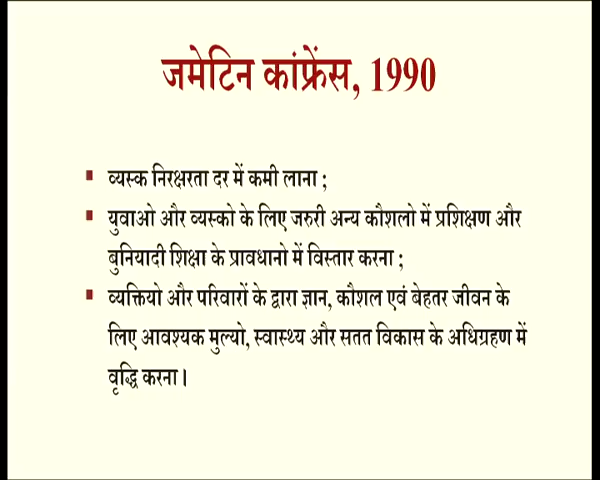 जमेटिन कांफ्रेंस, 1990
▪ व्यस्क निरक्षरता दर में कमी लाना ;
▪ युवाओ और व्यस्को के लिए जरुरी अन्य कौशलो में प्रशिक्षण और
बुनियादी शिक्षा के प्रावधानो में विस्तार करना ;
▪ व्यक्तियो और परिवारों के द्वारा ज्ञान, कौशल एवं बेहतर जीवन के
लिए आवश्यक मुल्यो, स्वास्थ्य और सतत विकास के अधिग्रहण में
वृद्धि करना।